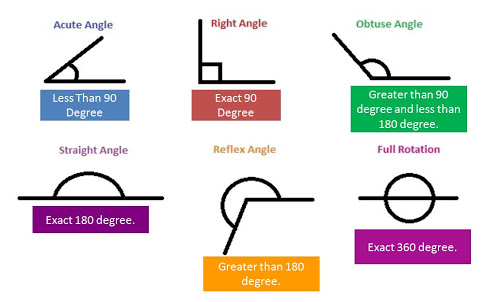 Acute Angle
Right Angle
Obtuse Angle
Less Than 90
Degree
Exact 90
Degree
Greater than 90
degree and less than
180 degree.
Straight Angle
Reflex Angle
Full Rotation
Exact 180 degree.
Greater than 180
degree.
Exact 360 degree.